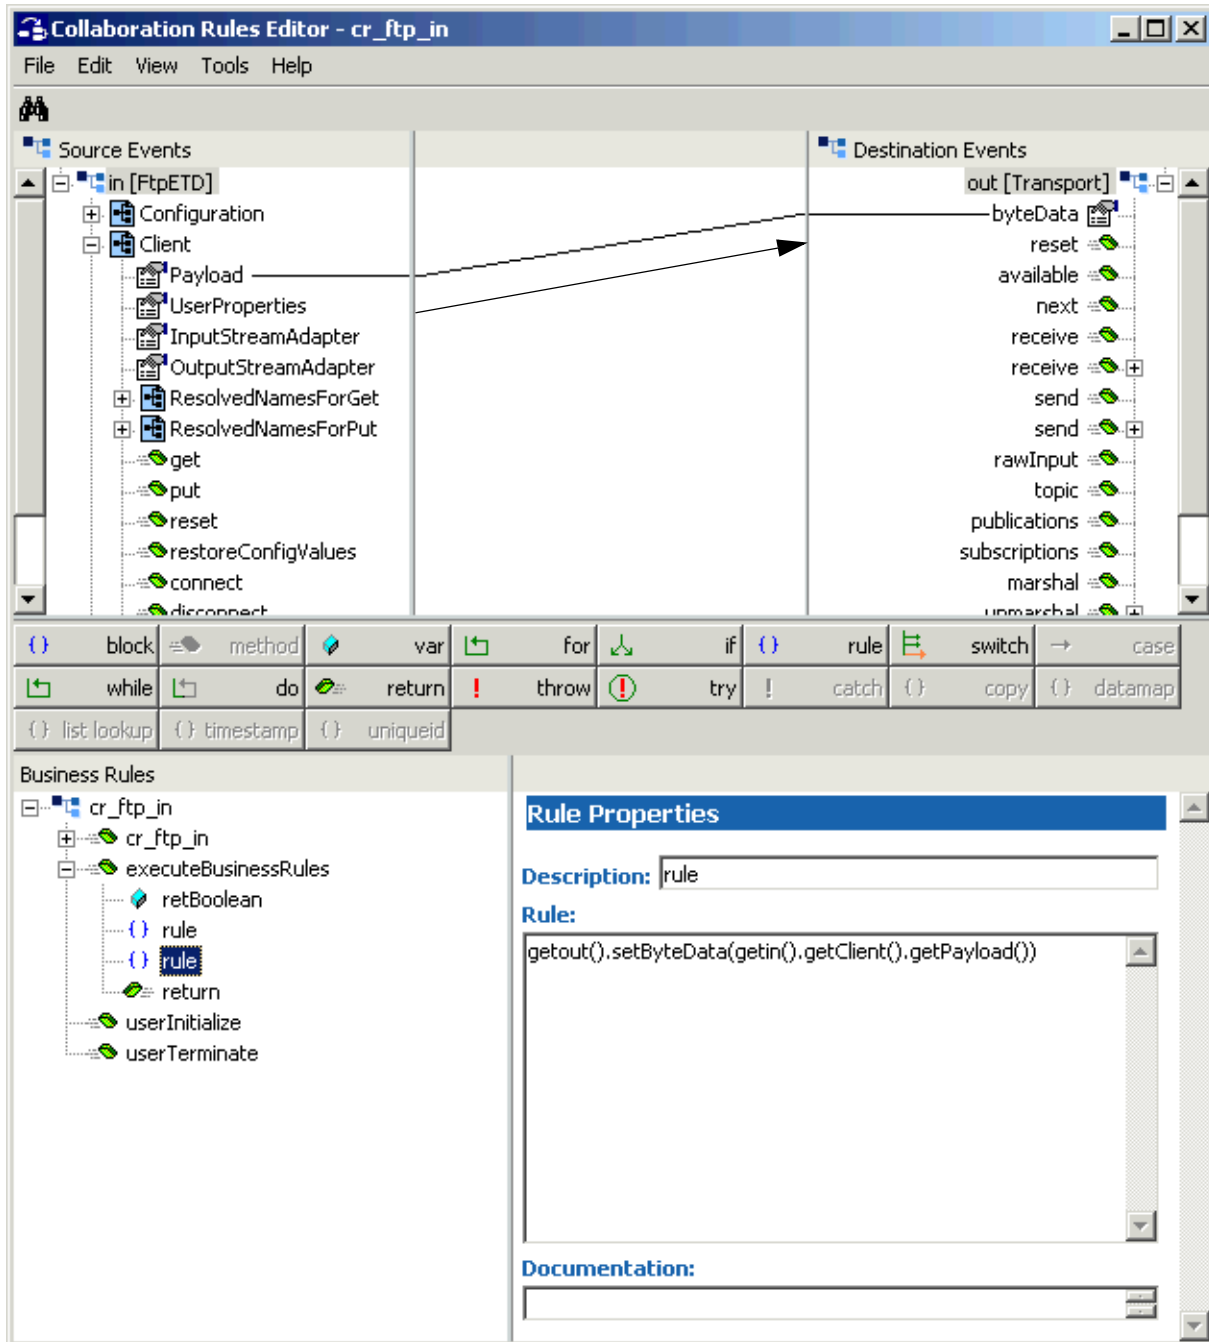 Collaboration Rules Editor - cr_ftp_in
File Edit View Tools Help
Source Events
Destination Events
in [FtpETD]
out [Transport]
Configuration
byteData
Client
reset
Payload
available
UserProperties
next
InputStreamAdapter
receive
OutputStreamAdapter
receive
ResolvedNamesForGet
send
ResolvedNamesForPut
send
get
rawInput
put
topic
reset
publications
restoreConfigValues
subscriptions
connect
marshal
disconnect
unmarshal
block method var for if rule switch case
while do return throw try catch copy datamap
list lookup timestamp uniqueid
Business Rules
cr_ftp_in
cr_ftp_in
executeBusinessRules
retBoolean
rule
rule
return
userInitialize
userTerminate
Rule Properties
Description: rule
Rule:
getout().setByteData(getin().getClient().getPayload())
Documentation: